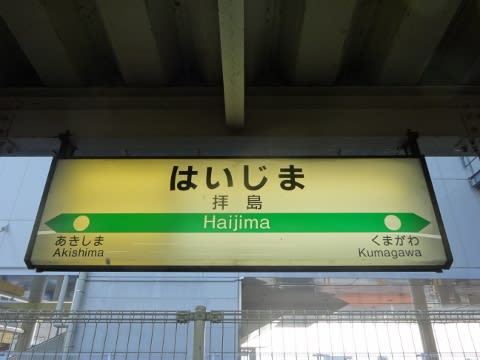 はいじま
拝島
Haijima
あきしま
Akishima
くまがわ
Kumagawa